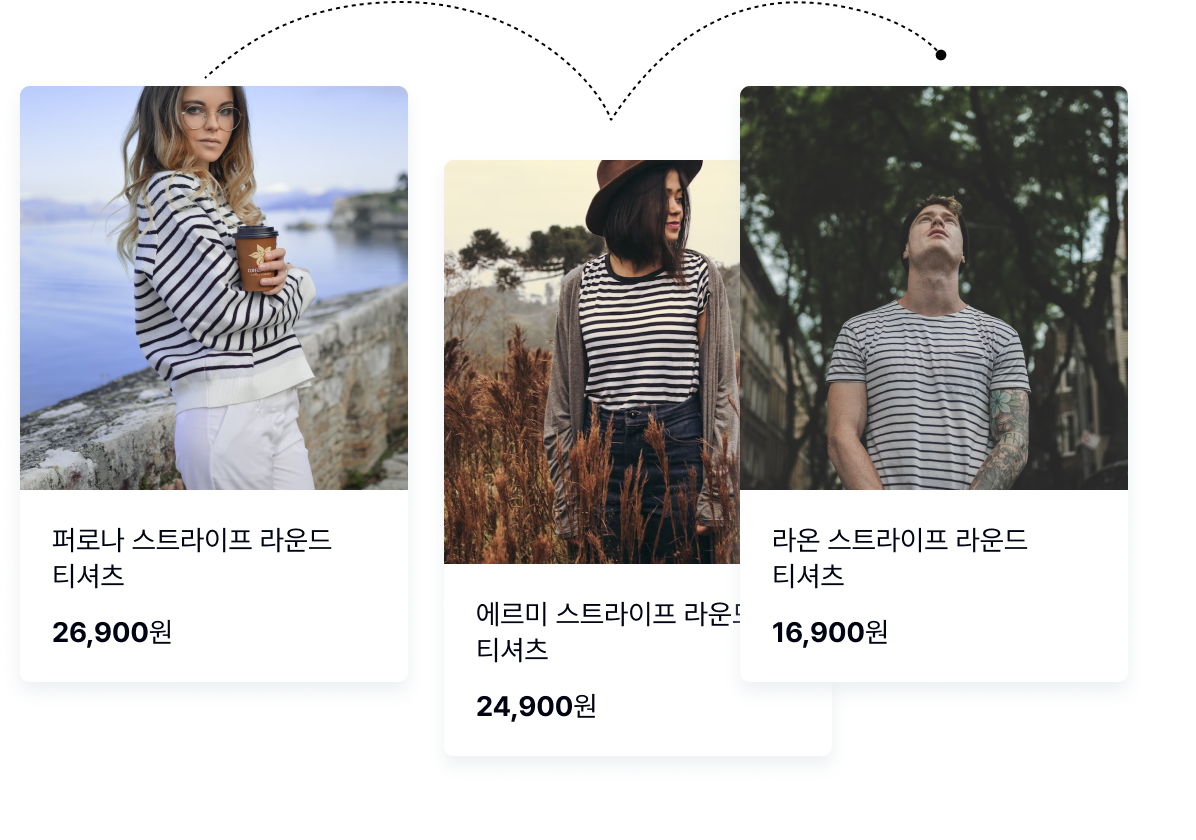 퍼로나 스트라이프 라운드
티셔츠
26,900원
에르미 스트라이프 라운드
티셔츠
24,900원
라온 스트라이프 라운드
티셔츠
16,900원